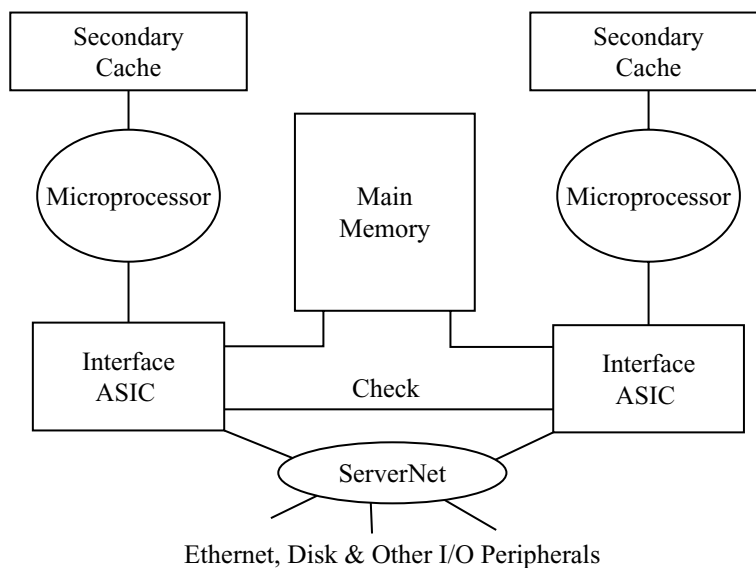 Secondary
Cache
Secondary
Cache
Microprocessor
Main
Memory
Microprocessor
Interface
ASIC
Check
Interface
ASIC
ServerNet
Ethernet, Disk & Other I/O Peripherals